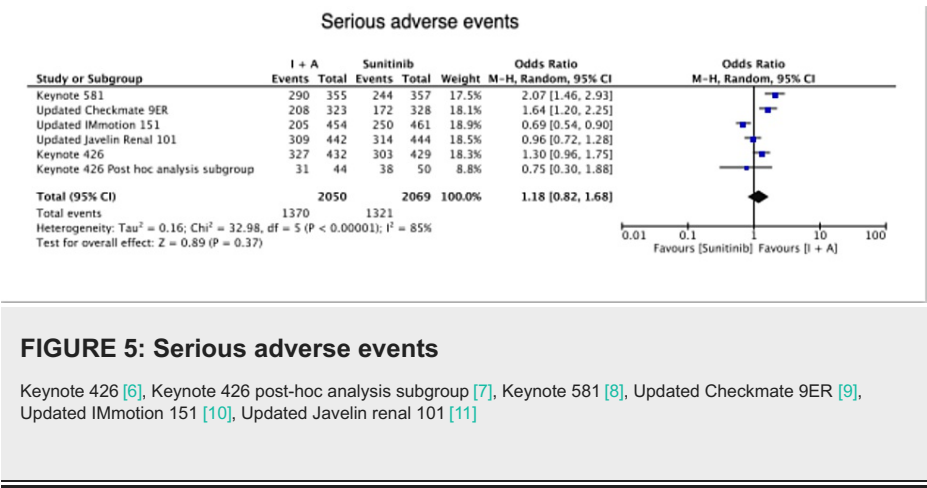 Serious adverse events
I + A Sunitinib Odds Ratio Odds Ratio
Study or Subgroup Events Total Events Total Weight M-H, Random, 95% CI M-H, Random, 95% CI
Keynote 581 290 355 244 357 17.5% 2.07 [1.46, 2.93]
Updated Checkmate 9ER 208 323 172 328 18.1% 1.64 [1.20, 2.25]
Updated IMmotion 151 205 454 250 461 18.9% 0.69 [0.54, 0.90]
Updated Javelin Renal 101 309 442 314 444 18.5% 0.96 [0.72, 1.28]
Keynote 426 327 432 303 429 18.3% 1.30 [0.96, 1.75]
Keynote 426 Post hoc analysis subgroup 31 44 38 50 8.8% 0.75 [0.30, 1.88]
Total (95% CI) 2050 2069 100.0% 1.18 [0.82, 1.68]
Total events 1370 1321
Heterogeneity: Tau² = 0.16; Chi² = 32.98, df = 5 (P < 0.00001); I² = 85%
Test for overall effect: Z = 0.89 (P = 0.37)
0.01 0.1 1 10 100
Favours [Sunitinib] Favours [I + A]
FIGURE 5: Serious adverse events
Keynote 426 [6], Keynote 426 post-hoc analysis subgroup [7], Keynote 581 [8], Updated Checkmate 9ER [9],
Updated IMmotion 151 [10], Updated Javelin renal 101 [11]